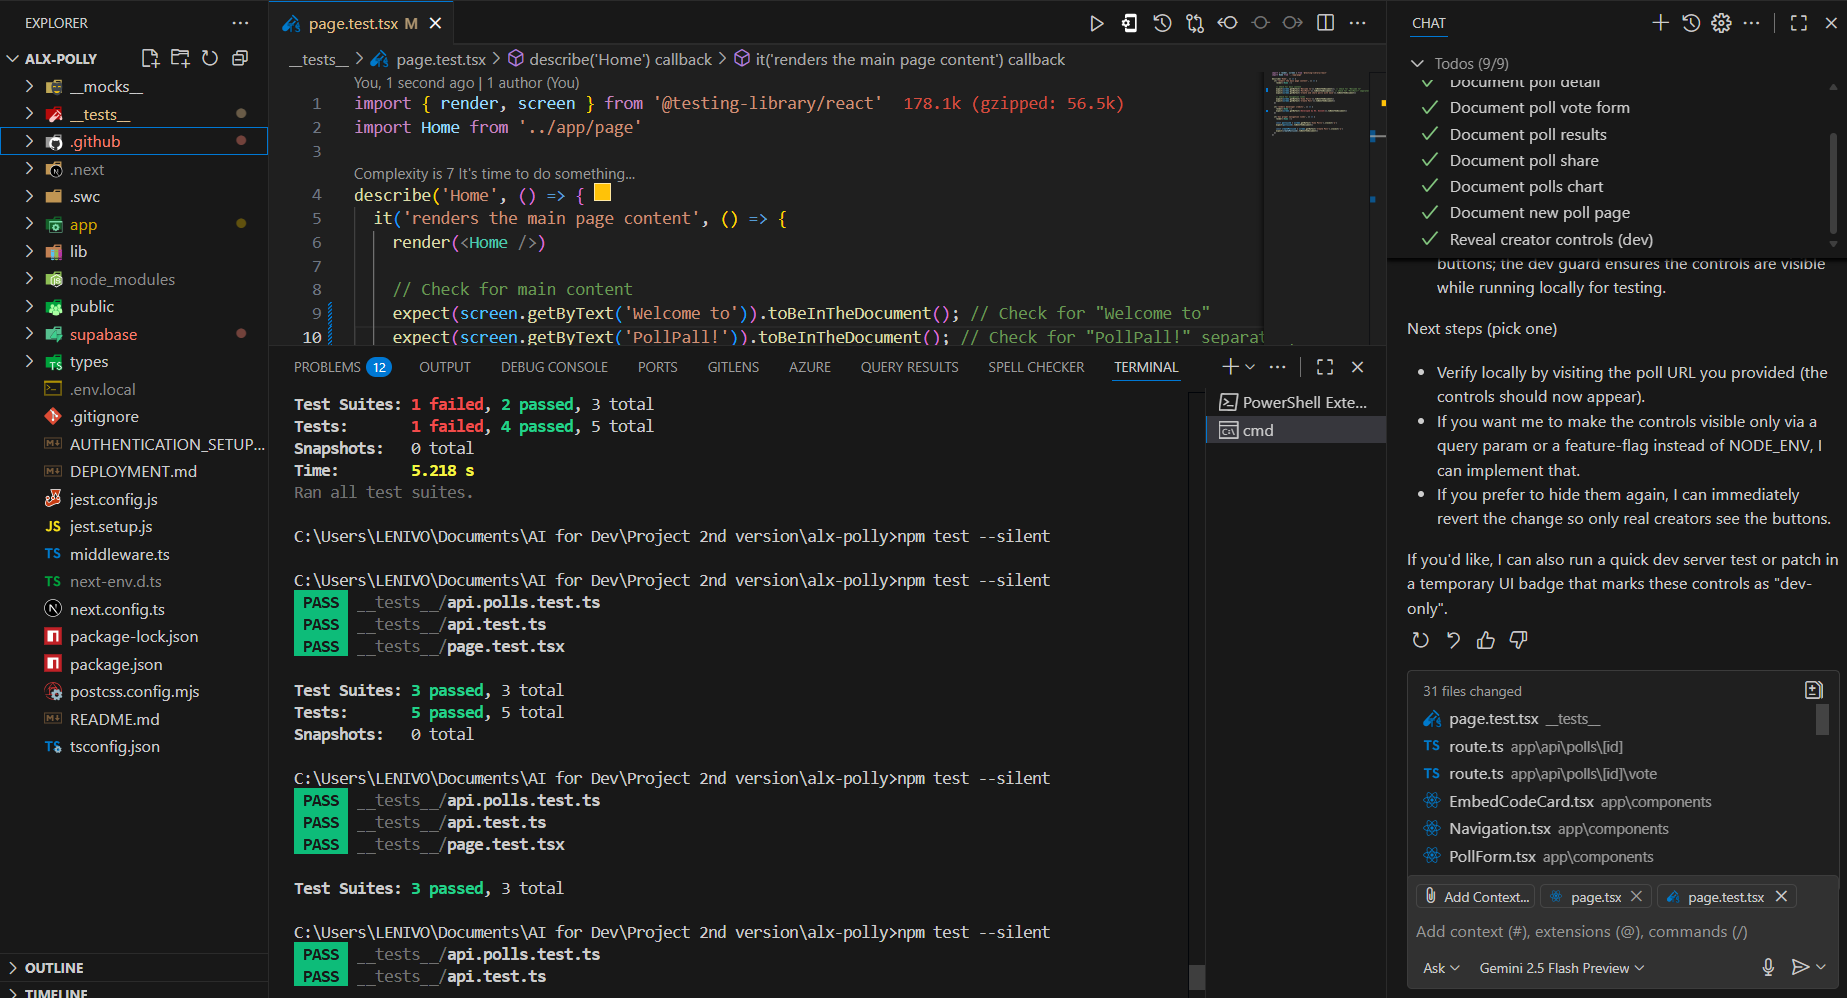 EXPLORER
ALX-POLLY
__mocks__
__tests__
.github
.next
.swc
app
lib
node_modules
public
supabase
types
.env.local
.gitignore
AUTHENTICATION_SETUP...
DEPLOYMENT.md
jest.config.js
JS jest.setup.js
TS middleware.ts
TS next-env.d.ts
next.config.ts
package-lock.json
package.json
postcss.config.mjs
README.md
TS tsconfig.json
OUTLINE
TIMELINE
page.test.tsx M
__tests__ > page.test.tsx > describe('Home') callback > it('renders the main page content') callback
You, 1 second ago | 1 author (You)
1 import { render, screen } from '@testing-library/react' 178.1k (gzipped: 56.5k)
2 import Home from '../app/page'
3
Complexity is 7 It's time to do something...
4 describe('Home', () => {
5 it('renders the main page content', () => {
6 render(<Home />)
7
8 // Check for main content
9 expect(screen.getByText('Welcome to')).toBeInTheDocument(); // Check for "Welcome to"
10 expect(screen.getByText('PollPall!')).toBeInTheDocument(); // Check for "PollPall!" separat
PROBLEMS 12 OUTPUT DEBUG CONSOLE PORTS GITLENS AZURE QUERY RESULTS SPELL CHECKER TERMINAL
Test Suites: 1 failed, 2 passed, 3 total
Tests: 1 failed, 4 passed, 5 total
Snapshots: 0 total
Time: 5.218 s
Ran all test suites.
C:\Users\LENIVO\Documents\AI for Dev\Project 2nd version\alx-polly>npm test --silent
C:\Users\LENIVO\Documents\AI for Dev\Project 2nd version\alx-polly>npm test --silent
PASS __tests__/api.polls.test.ts
PASS __tests__/api.test.ts
PASS __tests__/page.test.tsx
Test Suites: 3 passed, 3 total
Tests: 5 passed, 5 total
Snapshots: 0 total
C:\Users\LENIVO\Documents\AI for Dev\Project 2nd version\alx-polly>npm test --silent
PASS __tests__/api.polls.test.ts
PASS __tests__/api.test.ts
PASS __tests__/page.test.tsx
Test Suites: 3 passed, 3 total
C:\Users\LENIVO\Documents\AI for Dev\Project 2nd version\alx-polly>npm test --silent
PASS __tests__/api.polls.test.ts
PASS __tests__/api.test.ts
PowerShell Exte...
cmd
CHAT
Todos (9/9)
Document poll detail
Document poll vote form
Document poll results
Document poll share
Document polls chart
Document new poll page
Reveal creator controls (dev)
buttons; the dev guard ensures the controls are visible
while running locally for testing.
Next steps (pick one)
• Verify locally by visiting the poll URL you provided (the
controls should now appear).
• If you want me to make the controls visible only via a
query param or a feature-flag instead of NODE_ENV, I
can implement that.
• If you prefer to hide them again, I can immediately
revert the change so only real creators see the buttons.
If you'd like, I can also run a quick dev server test or patch in
a temporary UI badge that marks these controls as "dev-
only".
31 files changed
page.test.tsx __tests__
TS route.ts app\api\polls\[id]
TS route.ts app\api\polls\[id]\vote
EmbedCodeCard.tsx app\components
Navigation.tsx app\components
PollForm.tsx app\components
Add Context... page.tsx page.test.tsx
Add context (#), extensions (@), commands (/)
Ask Gemini 2.5 Flash Preview